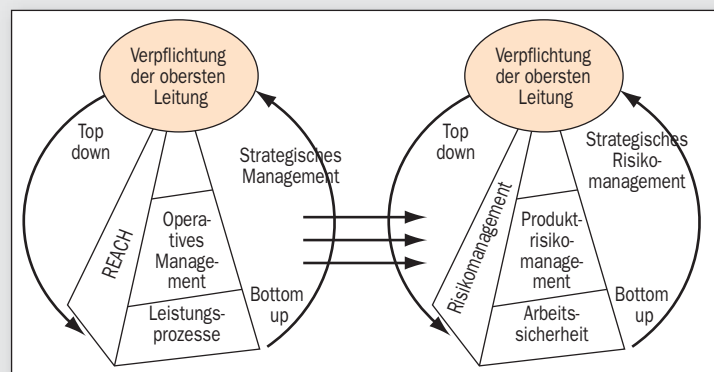 Verpflichtung
der obersten
Leitung
Top
down
Strategisches
Management
REACH
Opera-
tives
Manage-
ment
Leistungs-
prozesse
Bottom
up
Verpflichtung
der obersten
Leitung
Top
down
Strategisches
Risiko-
management
Risikomanagement
Produkt-
risiko-
manage-
ment
Arbeits-
sicherheit
Bottom
up